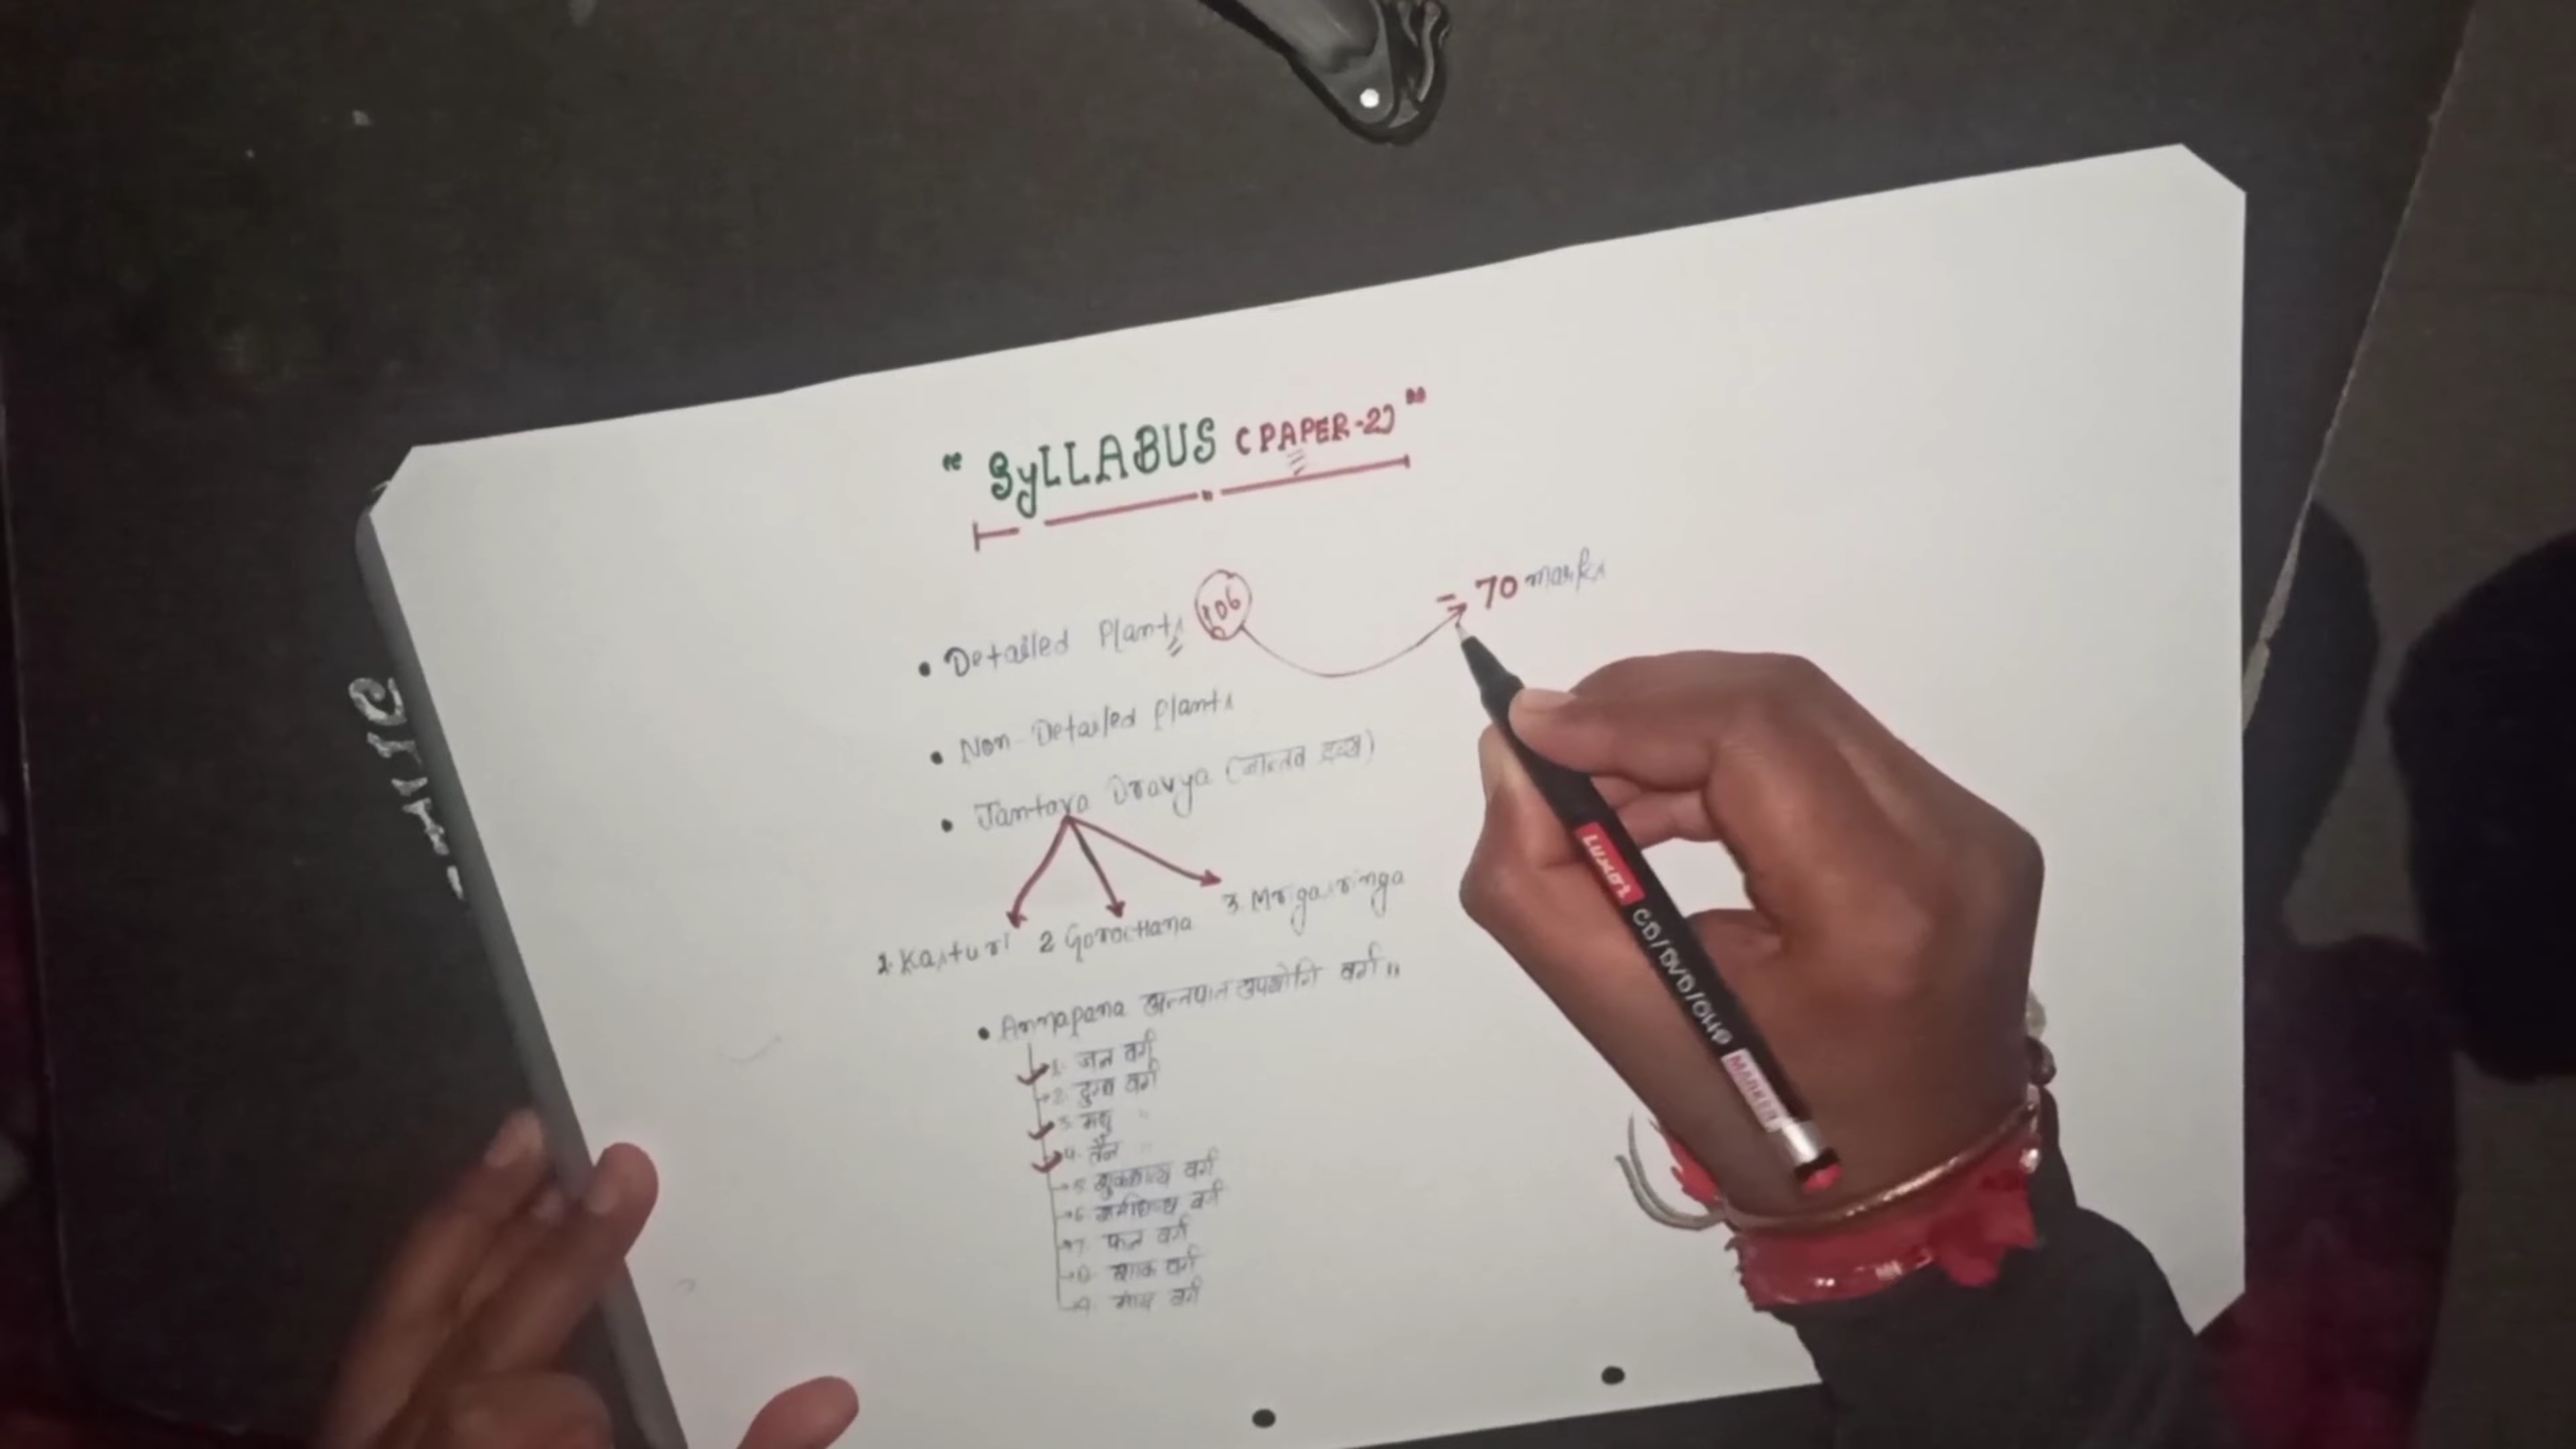 " SyLLABUS (PAPER-2) "
• Detailed Plants 106 = 70 marks
• Non-Detailed Plants
• Jantava Dravya (जान्तव द्रव्य)
1. Kasturi 2 GoroCHana 3. Mrigasringa
• Annapana अन्नपान उपयोगि वर्ग "
1. जल वर्ग
2. दुग्ध वर्ग
3. मधु "
4. तैल "
5. शूकधान्य वर्ग
6. शमीधान्य वर्ग
7. फल वर्ग
8. शाक वर्ग
9. मांस वर्ग
LUXOR CD/DVD/OHP MARKER